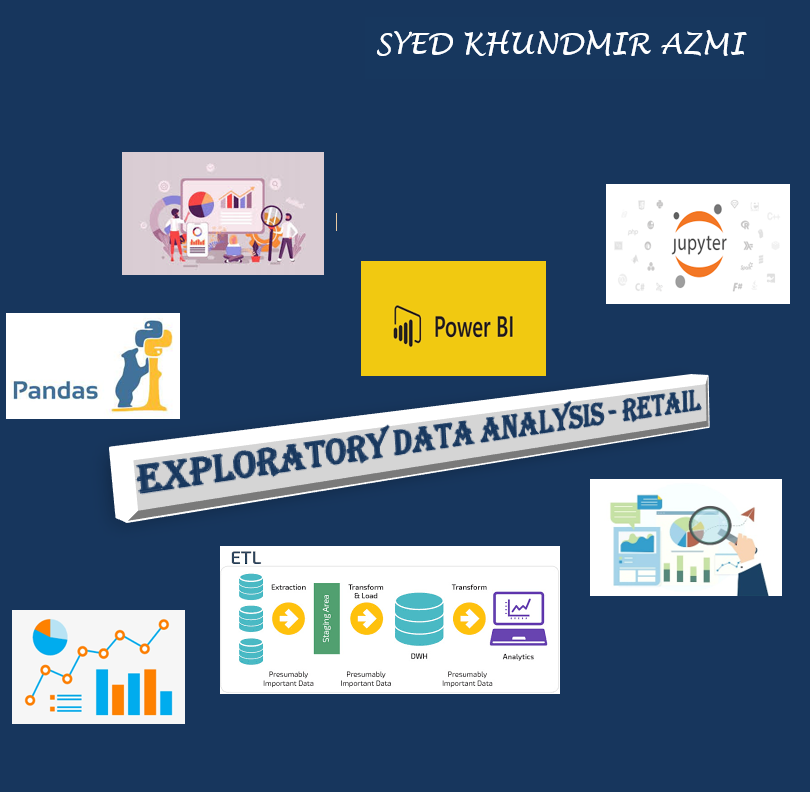 SYED KHUNDMIR AZMI
jupyter
Power BI
Pandas
EXPLORATORY DATA ANALYSIS - RETAIL
ETL
Extraction
Staging Area
Transform
& Load
DWH
Transform
Analytics
Presumably
Important Data
Presumably
Important Data
Presumably
Important Data